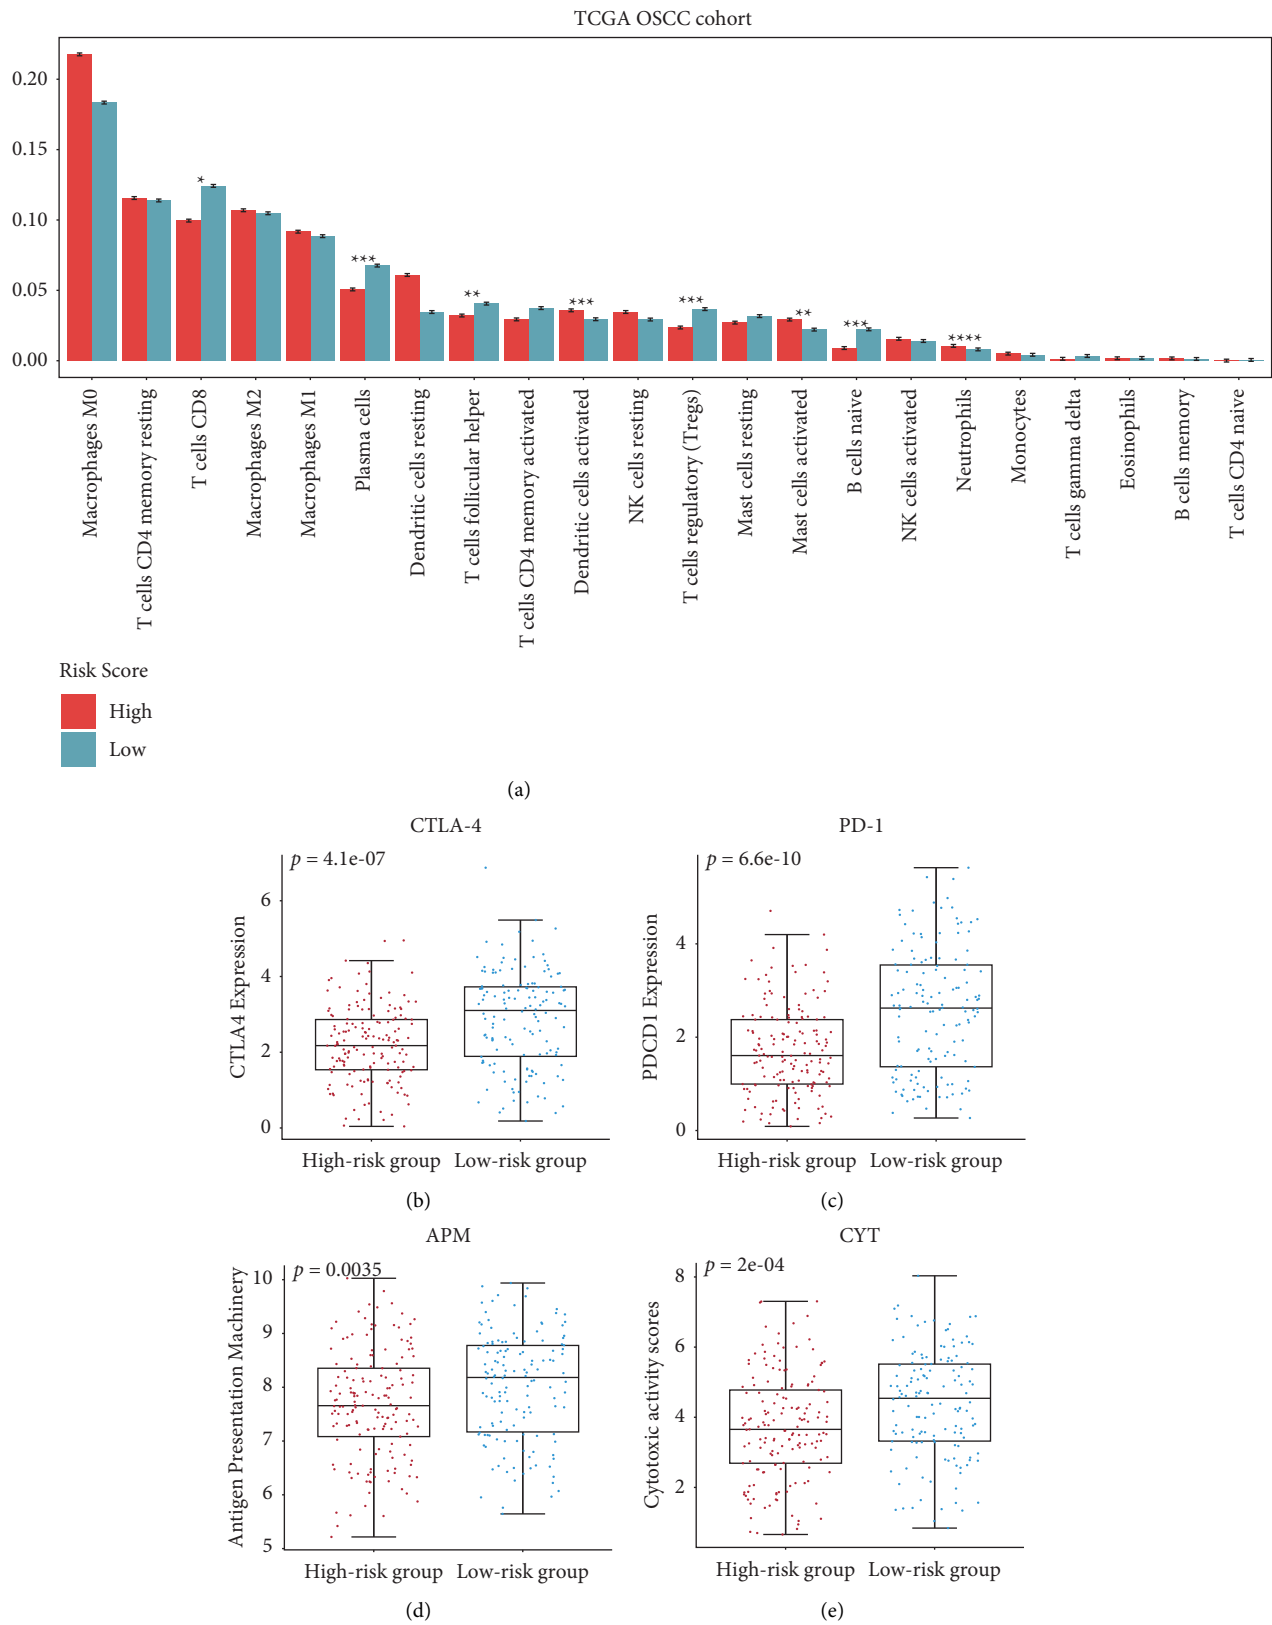 TCGA OSCC cohort
0.20
0.15
0.10
0.05
0.00
*
***
**
***
***
**
***
****
Macrophages M0
T cells CD4 memory resting
T cells CD8
Macrophages M2
Macrophages M1
Plasma cells
Dendritic cells resting
T cells follicular helper
T cells CD4 memory activated
Dendritic cells activated
NK cells resting
T cells regulatory (Tregs)
Mast cells resting
Mast cells activated
B cells naive
NK cells activated
Neutrophils
Monocytes
T cells gamma delta
Eosinophils
B cells memory
T cells CD4 naive
Risk Score
High
Low
(a)
CTLA-4
p = 4.1e-07
CTLA4 Expression
6
4
2
0
High-risk group Low-risk group
(b)
PD-1
p = 6.6e-10
PDCD1 Expression
4
2
0
High-risk group Low-risk group
(c)
APM
p = 0.0035
Antigen Presentation Machinery
10
9
8
7
6
5
High-risk group Low-risk group
(d)
CYT
p = 2e-04
Cytotoxic activity scores
8
6
4
2
High-risk group Low-risk group
(e)